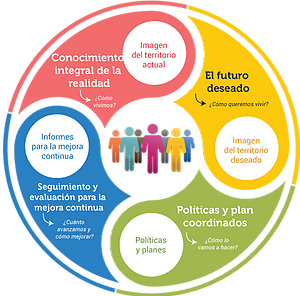 Conocimiento
integral de la
realidad
¿Cómo
vivimos?
Imagen
del territorio
actual
El futuro
deseado
¿Cómo queremos vivir?
Imagen
del territorio
deseado
Políticas y plan
coordinados
¿Cómo lo
vamos a hacer?
Políticas
y planes
Seguimiento y
evaluación para la
mejora continua
¿Cuánto
avanzamos y
cómo mejorar?
Informes
para la mejora
continua